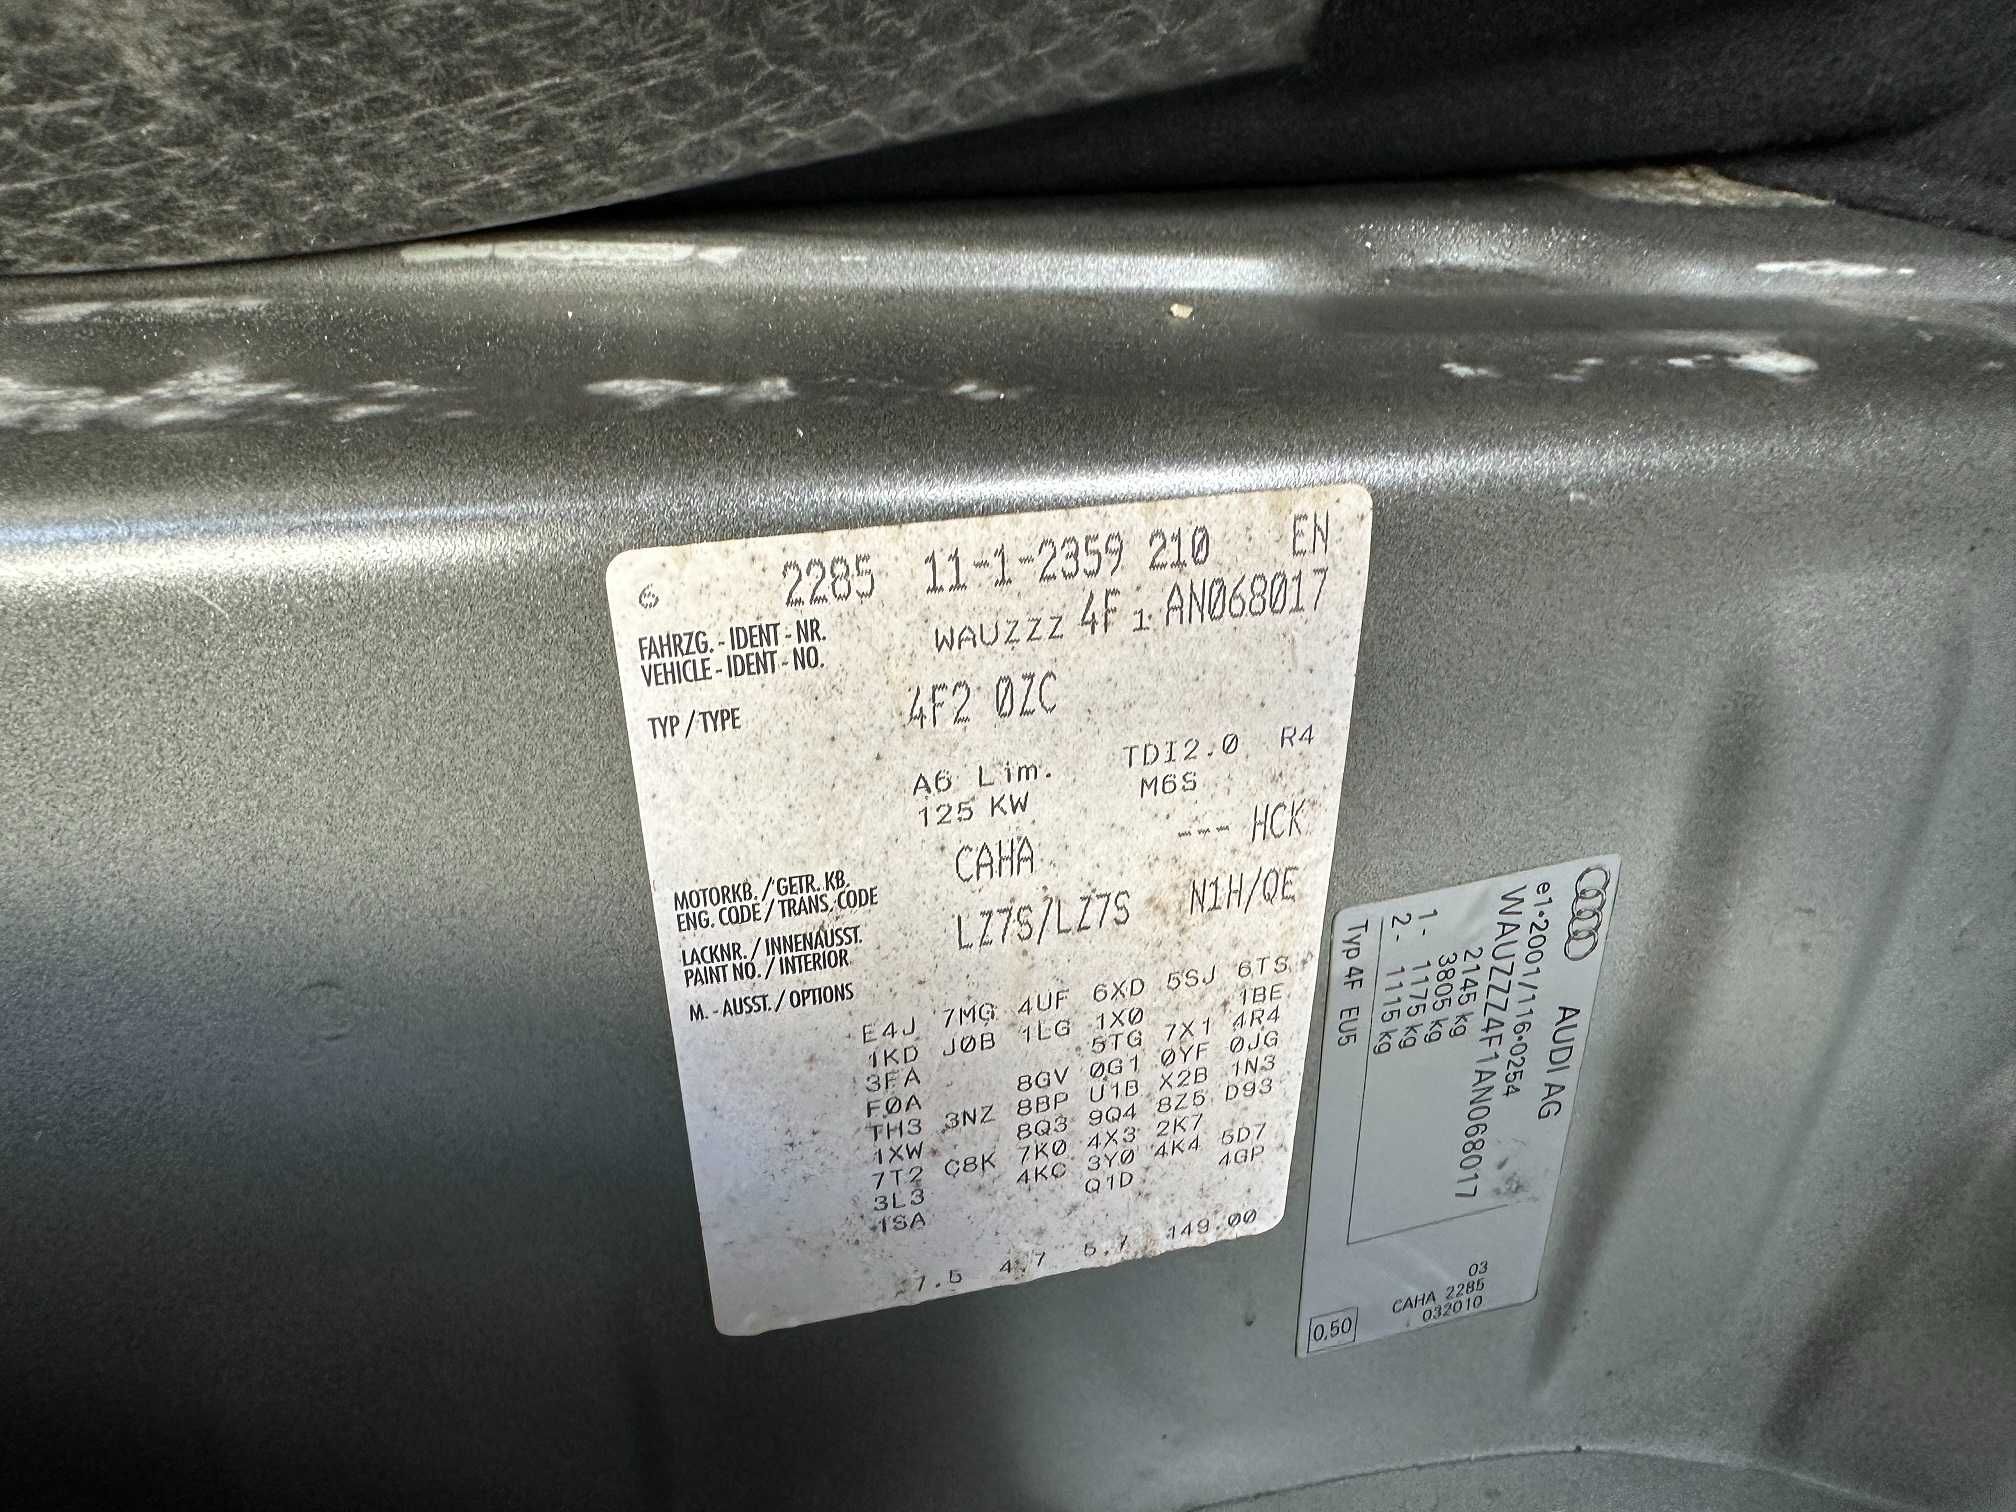 6 2285 11-1-2359 210 EN
FAHRZG. - IDENT - NR.
VEHICLE - IDENT - NO. WAUZZZ 4F 1 AN068017
TYP / TYPE 4F2 0ZC
A6 Lim. TDI2.0 R4
125 KW M6S
MOTORKB. / GETR. KB.
ENG. CODE / TRANS. CODE CAHA --- HCK
LACKNR. / INNENAUSST.
PAINT NO. / INTERIOR LZ7S/LZ7S N1H/QE
M. - AUSST. / OPTIONS
E4J 7MG 4UF 6XD 5SJ 6TS
1KD J0B 1LG 1X0 1BE
3FA 5TG 7X1 4R4
F0A 8GV 0G1 0YF 0JG
TH3 3NZ 8BP U1B X2B 1N3
1XW 8Q3 9Q4 8Z5 D93
7T2 C8K 7K0 4X3 2K7
3L3 4KC 3Y0 4K4 5D7
1SA Q1D 4GP
7.5 4.7 5.7 149.00
AUDI AG
e1*2001/116*0254
WAUZZZ4F1AN068017
2145 kg
3805 kg
1- 1175 kg
2- 1115 kg
Typ 4F EU5
03
CAHA 2285
032010
0.50